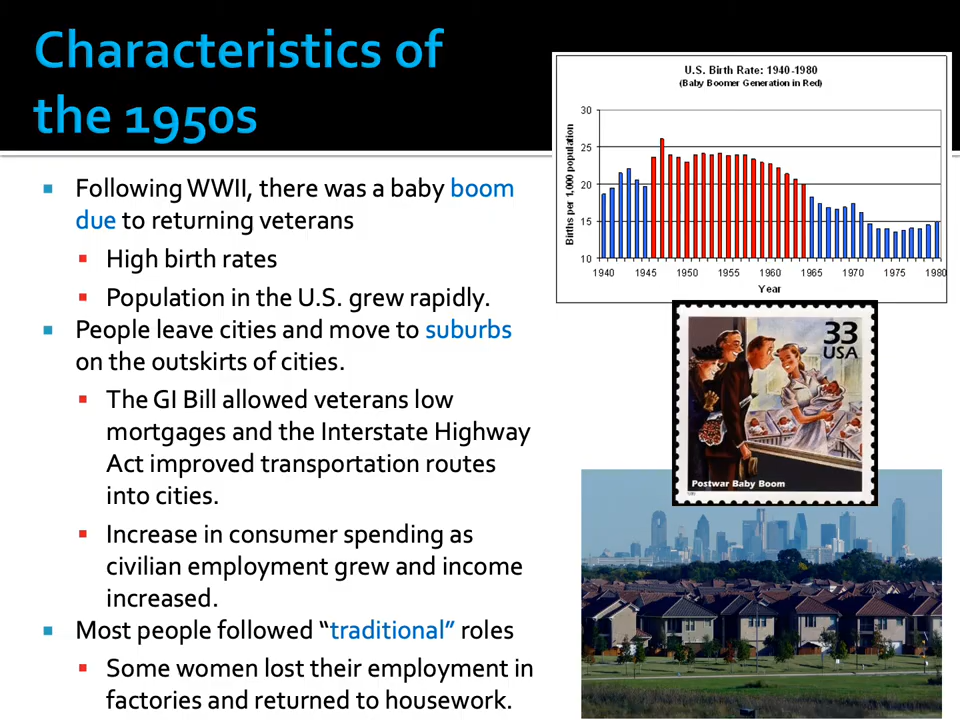 Characteristics of
the 1950s
Following WWII, there was a baby boom
due to returning veterans
High birth rates
Population in the U.S. grew rapidly.
People leave cities and move to suburbs
on the outskirts of cities.
The GI Bill allowed veterans low
mortgages and the Interstate Highway
Act improved transportation routes
into cities.
Increase in consumer spending as
civilian employment grew and income
increased.
Most people followed “traditional” roles
Some women lost their employment in
factories and returned to housework.
U.S. Birth Rate: 1940-1980
(Baby Boomer Generation in Red)
Births per 1,000 population
30
25
20
15
10
1940 1945 1950 1955 1960 1965 1970 1975 1980
Year
33
USA
Postwar Baby Boom